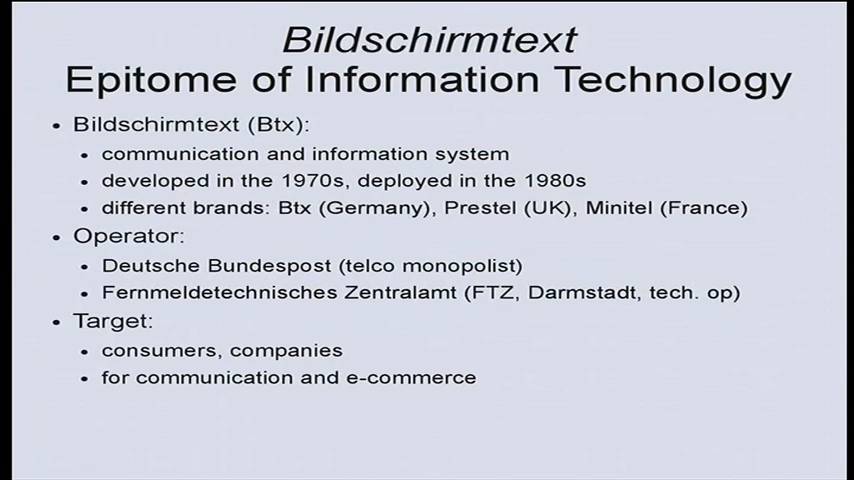 Bildschirmtext
Epitome of Information Technology
• Bildschirmtext (Btx):
• communication and information system
• developed in the 1970s, deployed in the 1980s
• different brands: Btx (Germany), Prestel (UK), Minitel (France)
• Operator:
• Deutsche Bundespost (telco monopolist)
• Fernmeldetechnisches Zentralamt (FTZ, Darmstadt, tech. op)
• Target:
• consumers, companies
• for communication and e-commerce